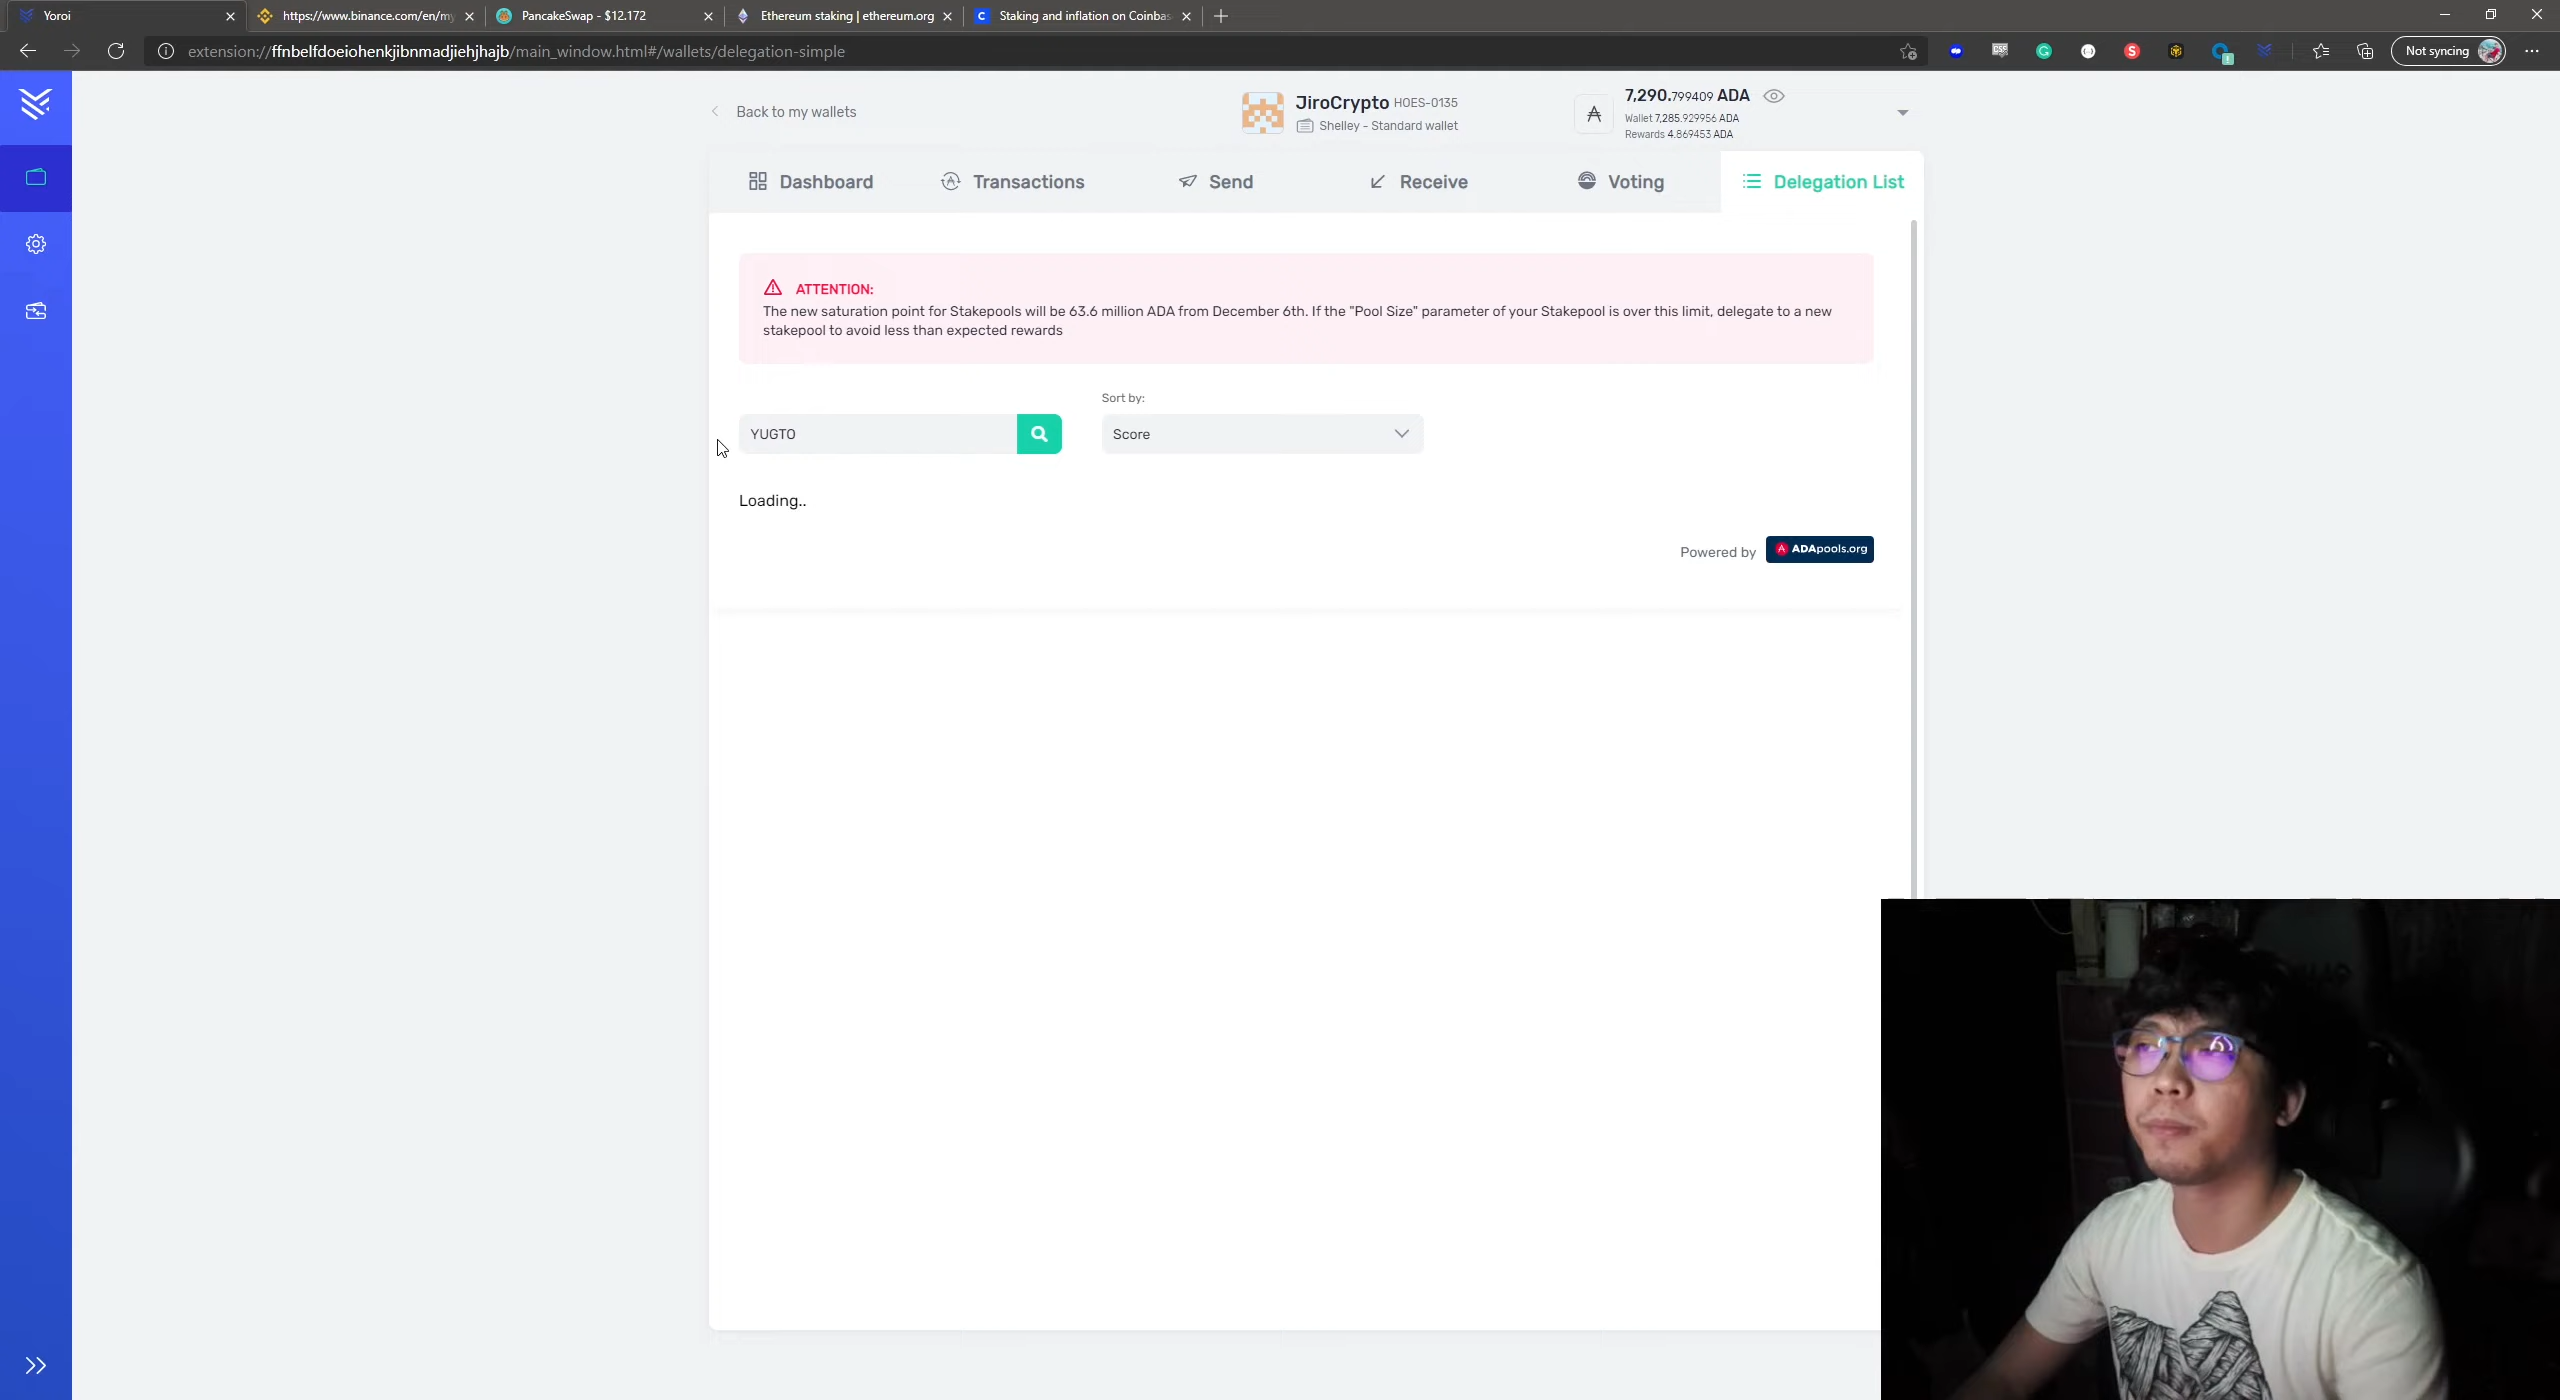 Yoroi
https://www.binance.com/en/my
PancakeSwap - $12.172
Ethereum staking | ethereum.org
Staking and inflation on Coinbas
extension://ffnbelfdoeiohenkjibnmadjiehjhajb/main_window.html#/wallets/delegation-simple
Not syncing
Back to my wallets
JiroCrypto HOES-0135
Shelley - Standard wallet
7,290.799409 ADA
Wallet 7,285.929956 ADA
Rewards 4.869453 ADA
Dashboard
Transactions
Send
Receive
Voting
Delegation List
ATTENTION:
The new saturation point for Stakepools will be 63.6 million ADA from December 6th. If the "Pool Size" parameter of your Stakepool is over this limit, delegate to a new
stakepool to avoid less than expected rewards
Sort by:
YUGTO
Score
Loading..
Powered by ADApools.org